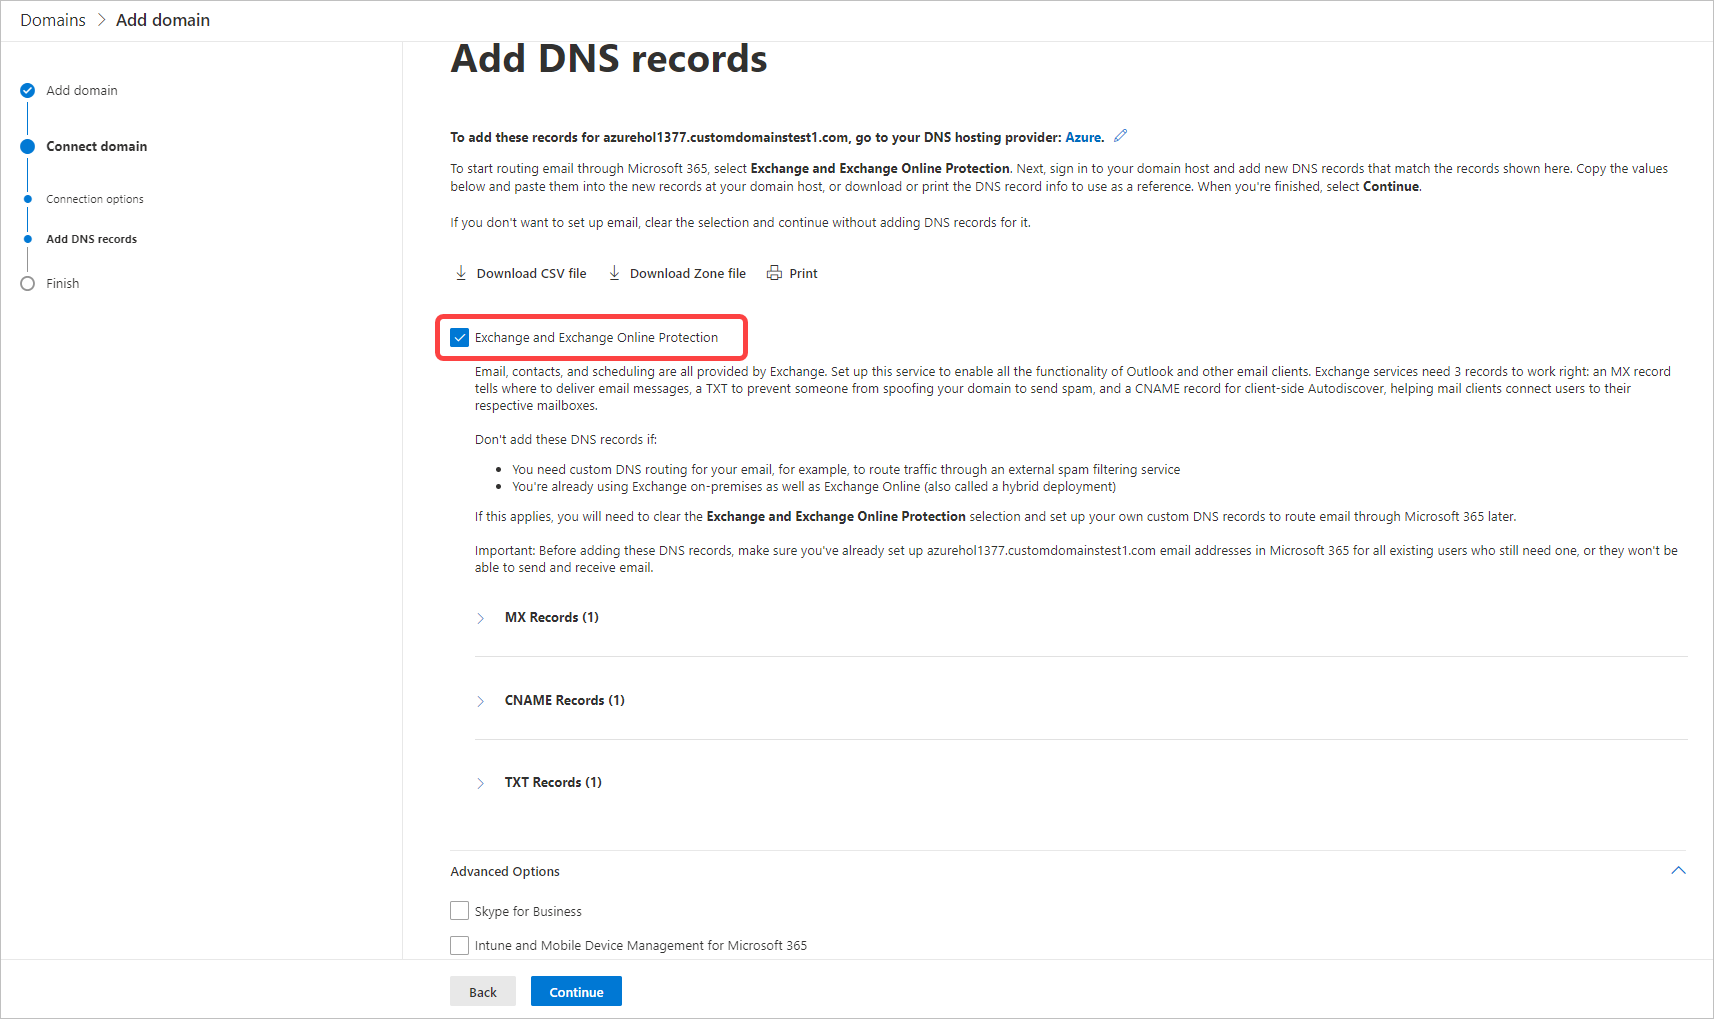 Domains > Add domain
Add domain
Connect domain
Connection options
Add DNS records
Finish
Add DNS records
To add these records for azurehol1377.customdomainstest1.com, go to your DNS hosting provider: Azure.
To start routing email through Microsoft 365, select Exchange and Exchange Online Protection. Next, sign in to your domain host and add new DNS records that match the records shown here. Copy the values
below and paste them into the new records at your domain host, or download or print the DNS record info to use as a reference. When you're finished, select Continue.
If you don't want to set up email, clear the selection and continue without adding DNS records for it.
Download CSV file Download Zone file Print
Exchange and Exchange Online Protection
Email, contacts, and scheduling are all provided by Exchange. Set up this service to enable all the functionality of Outlook and other email clients. Exchange services need 3 records to work right: an MX record
tells where to deliver email messages, a TXT to prevent someone from spoofing your domain to send spam, and a CNAME record for client-side Autodiscover, helping mail clients connect users to their
respective mailboxes.
Don't add these DNS records if:
• You need custom DNS routing for your email, for example, to route traffic through an external spam filtering service
• You're already using Exchange on-premises as well as Exchange Online (also called a hybrid deployment)
If this applies, you will need to clear the Exchange and Exchange Online Protection selection and set up your own custom DNS records to route email through Microsoft 365 later.
Important: Before adding these DNS records, make sure you've already set up azurehol1377.customdomainstest1.com email addresses in Microsoft 365 for all existing users who still need one, or they won't be
able to send and receive email.
MX Records (1)
CNAME Records (1)
TXT Records (1)
Advanced Options
Skype for Business
Intune and Mobile Device Management for Microsoft 365
Back Continue